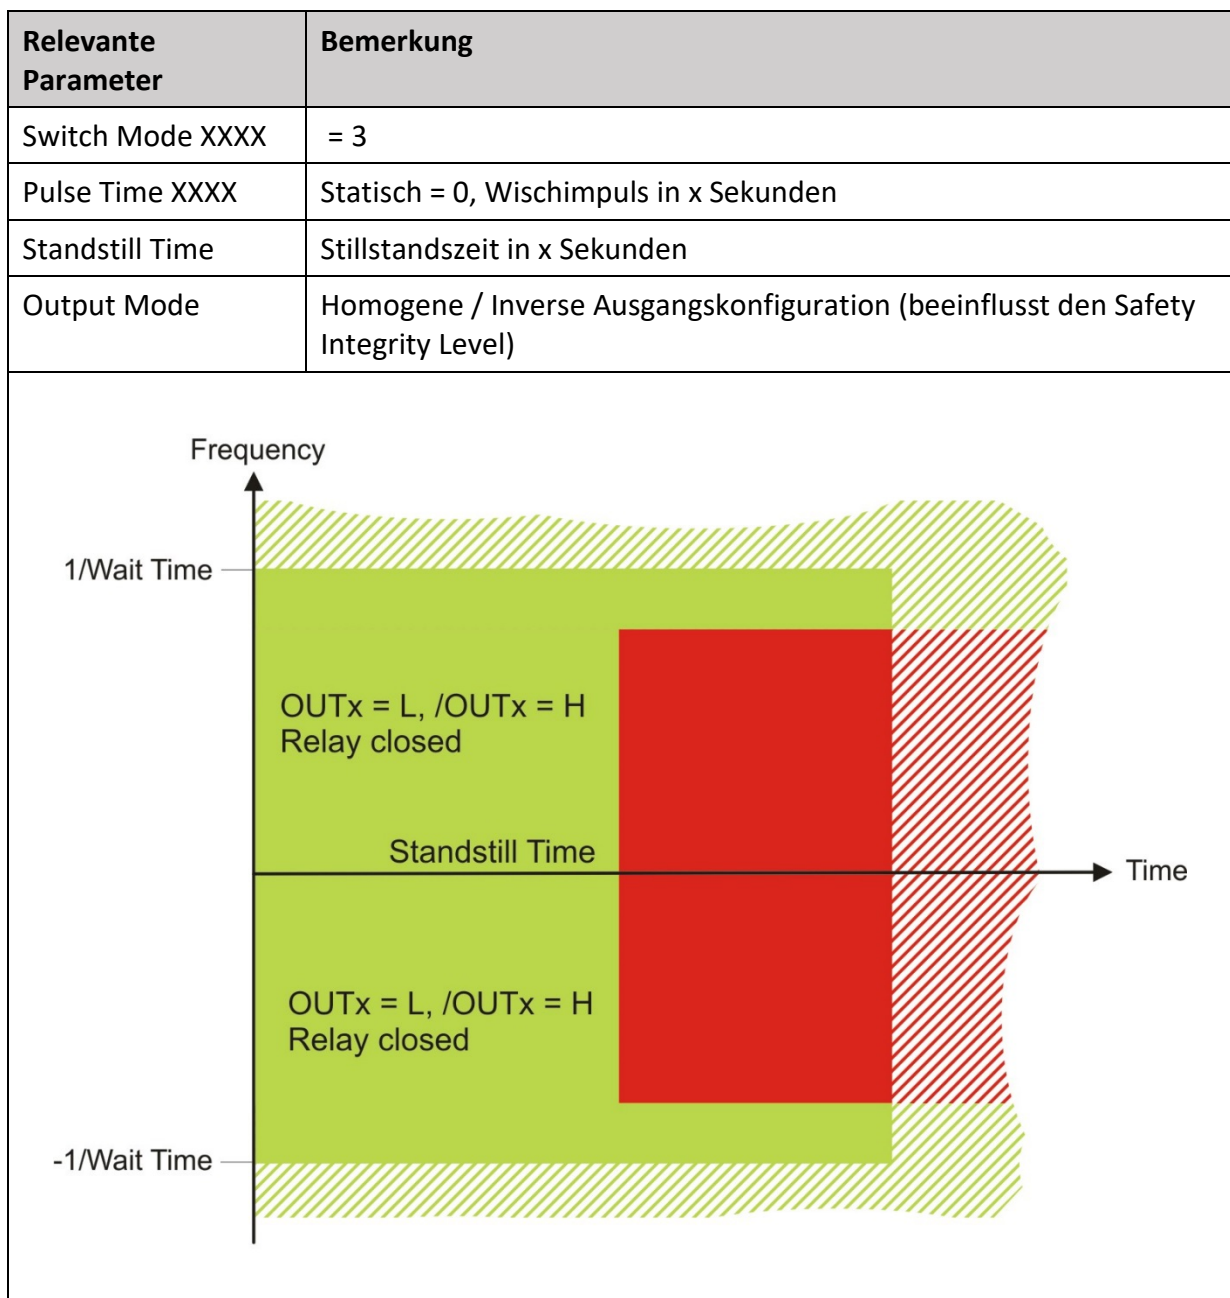 Relevante
Parameter
Bemerkung
Switch Mode XXXX
= 3
Pulse Time XXXX
Statisch = 0, Wischimpuls in x Sekunden
Standstill Time
Stillstandszeit in x Sekunden
Output Mode
Homogene / Inverse Ausgangskonfiguration (beeinflusst den Safety
Integrity Level)
Frequency
1/Wait Time
OUTx = L, /OUTx = H
Relay closed
Standstill Time
Time
OUTx = L, /OUTx = H
Relay closed
-1/Wait Time